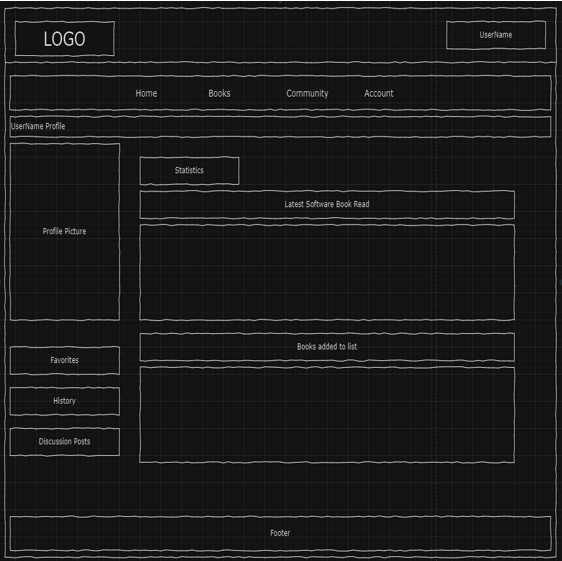 LOGO
UserName
Home Books Community Account
UserName Profile
Statistics
Latest Software Book Read
Profile Picture
Books added to list
Favorites
History
Discussion Posts
Footer